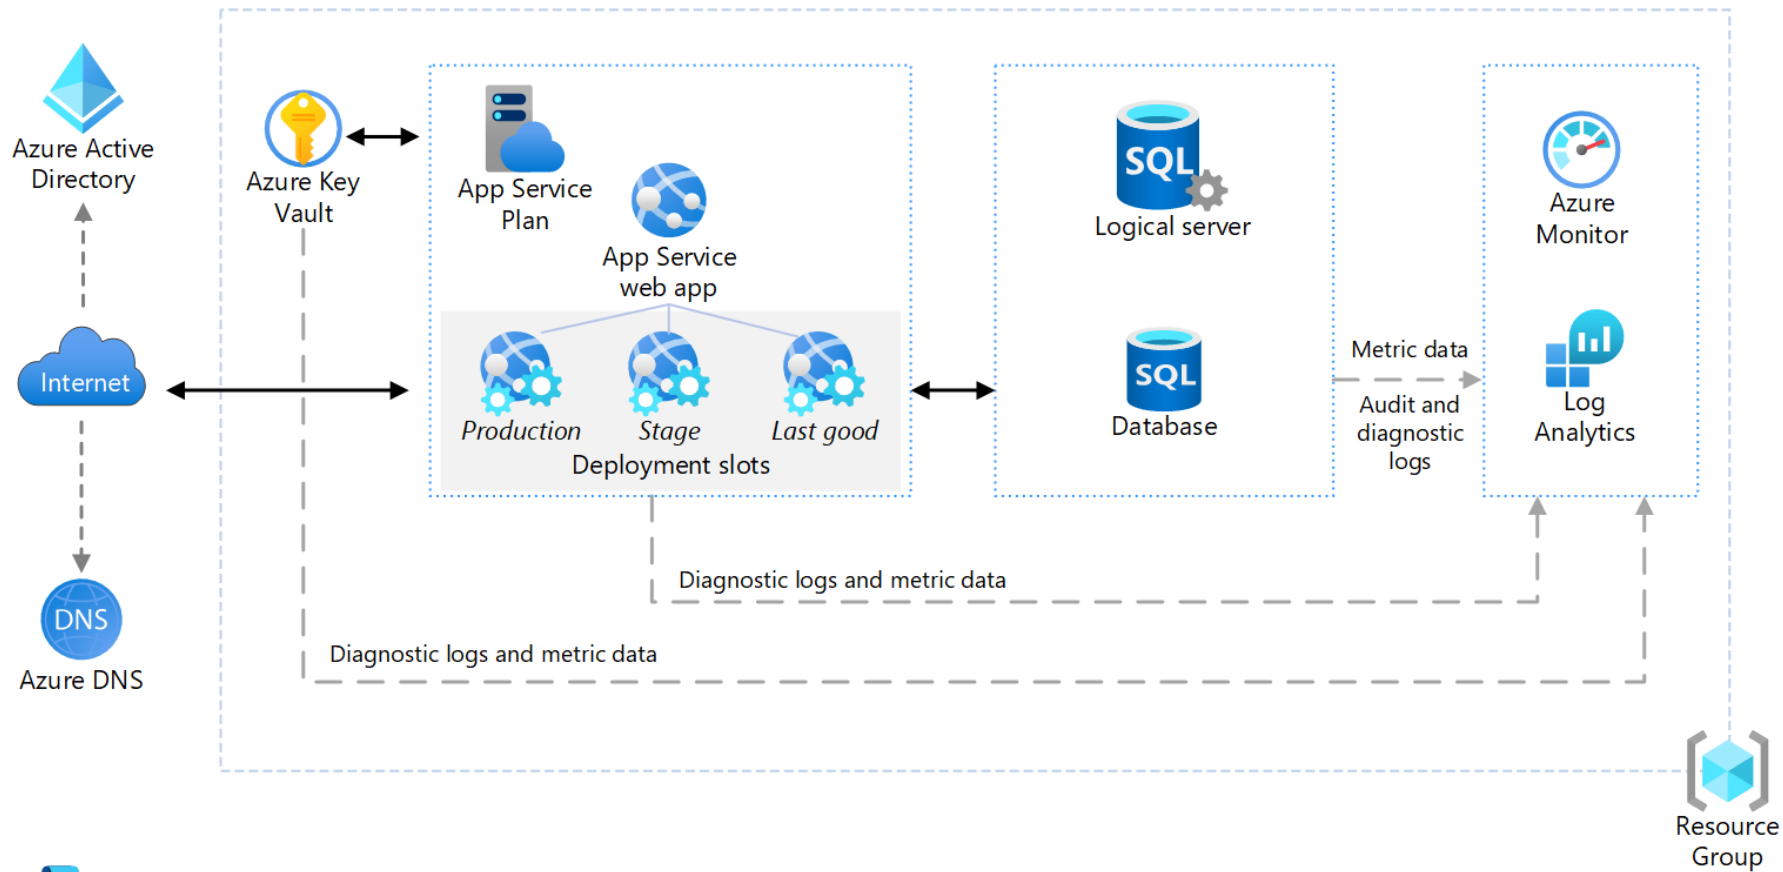 Azure Active
Directory
Internet
DNS
Azure DNS
Azure Key
Vault
App Service
Plan
App Service
web app
Production
Stage
Last good
Deployment slots
SQL
Logical server
SQL
Database
Metric data
Audit and
diagnostic
logs
Azure
Monitor
Log
Analytics
Diagnostic logs and metric data
Diagnostic logs and metric data
Resource
Group